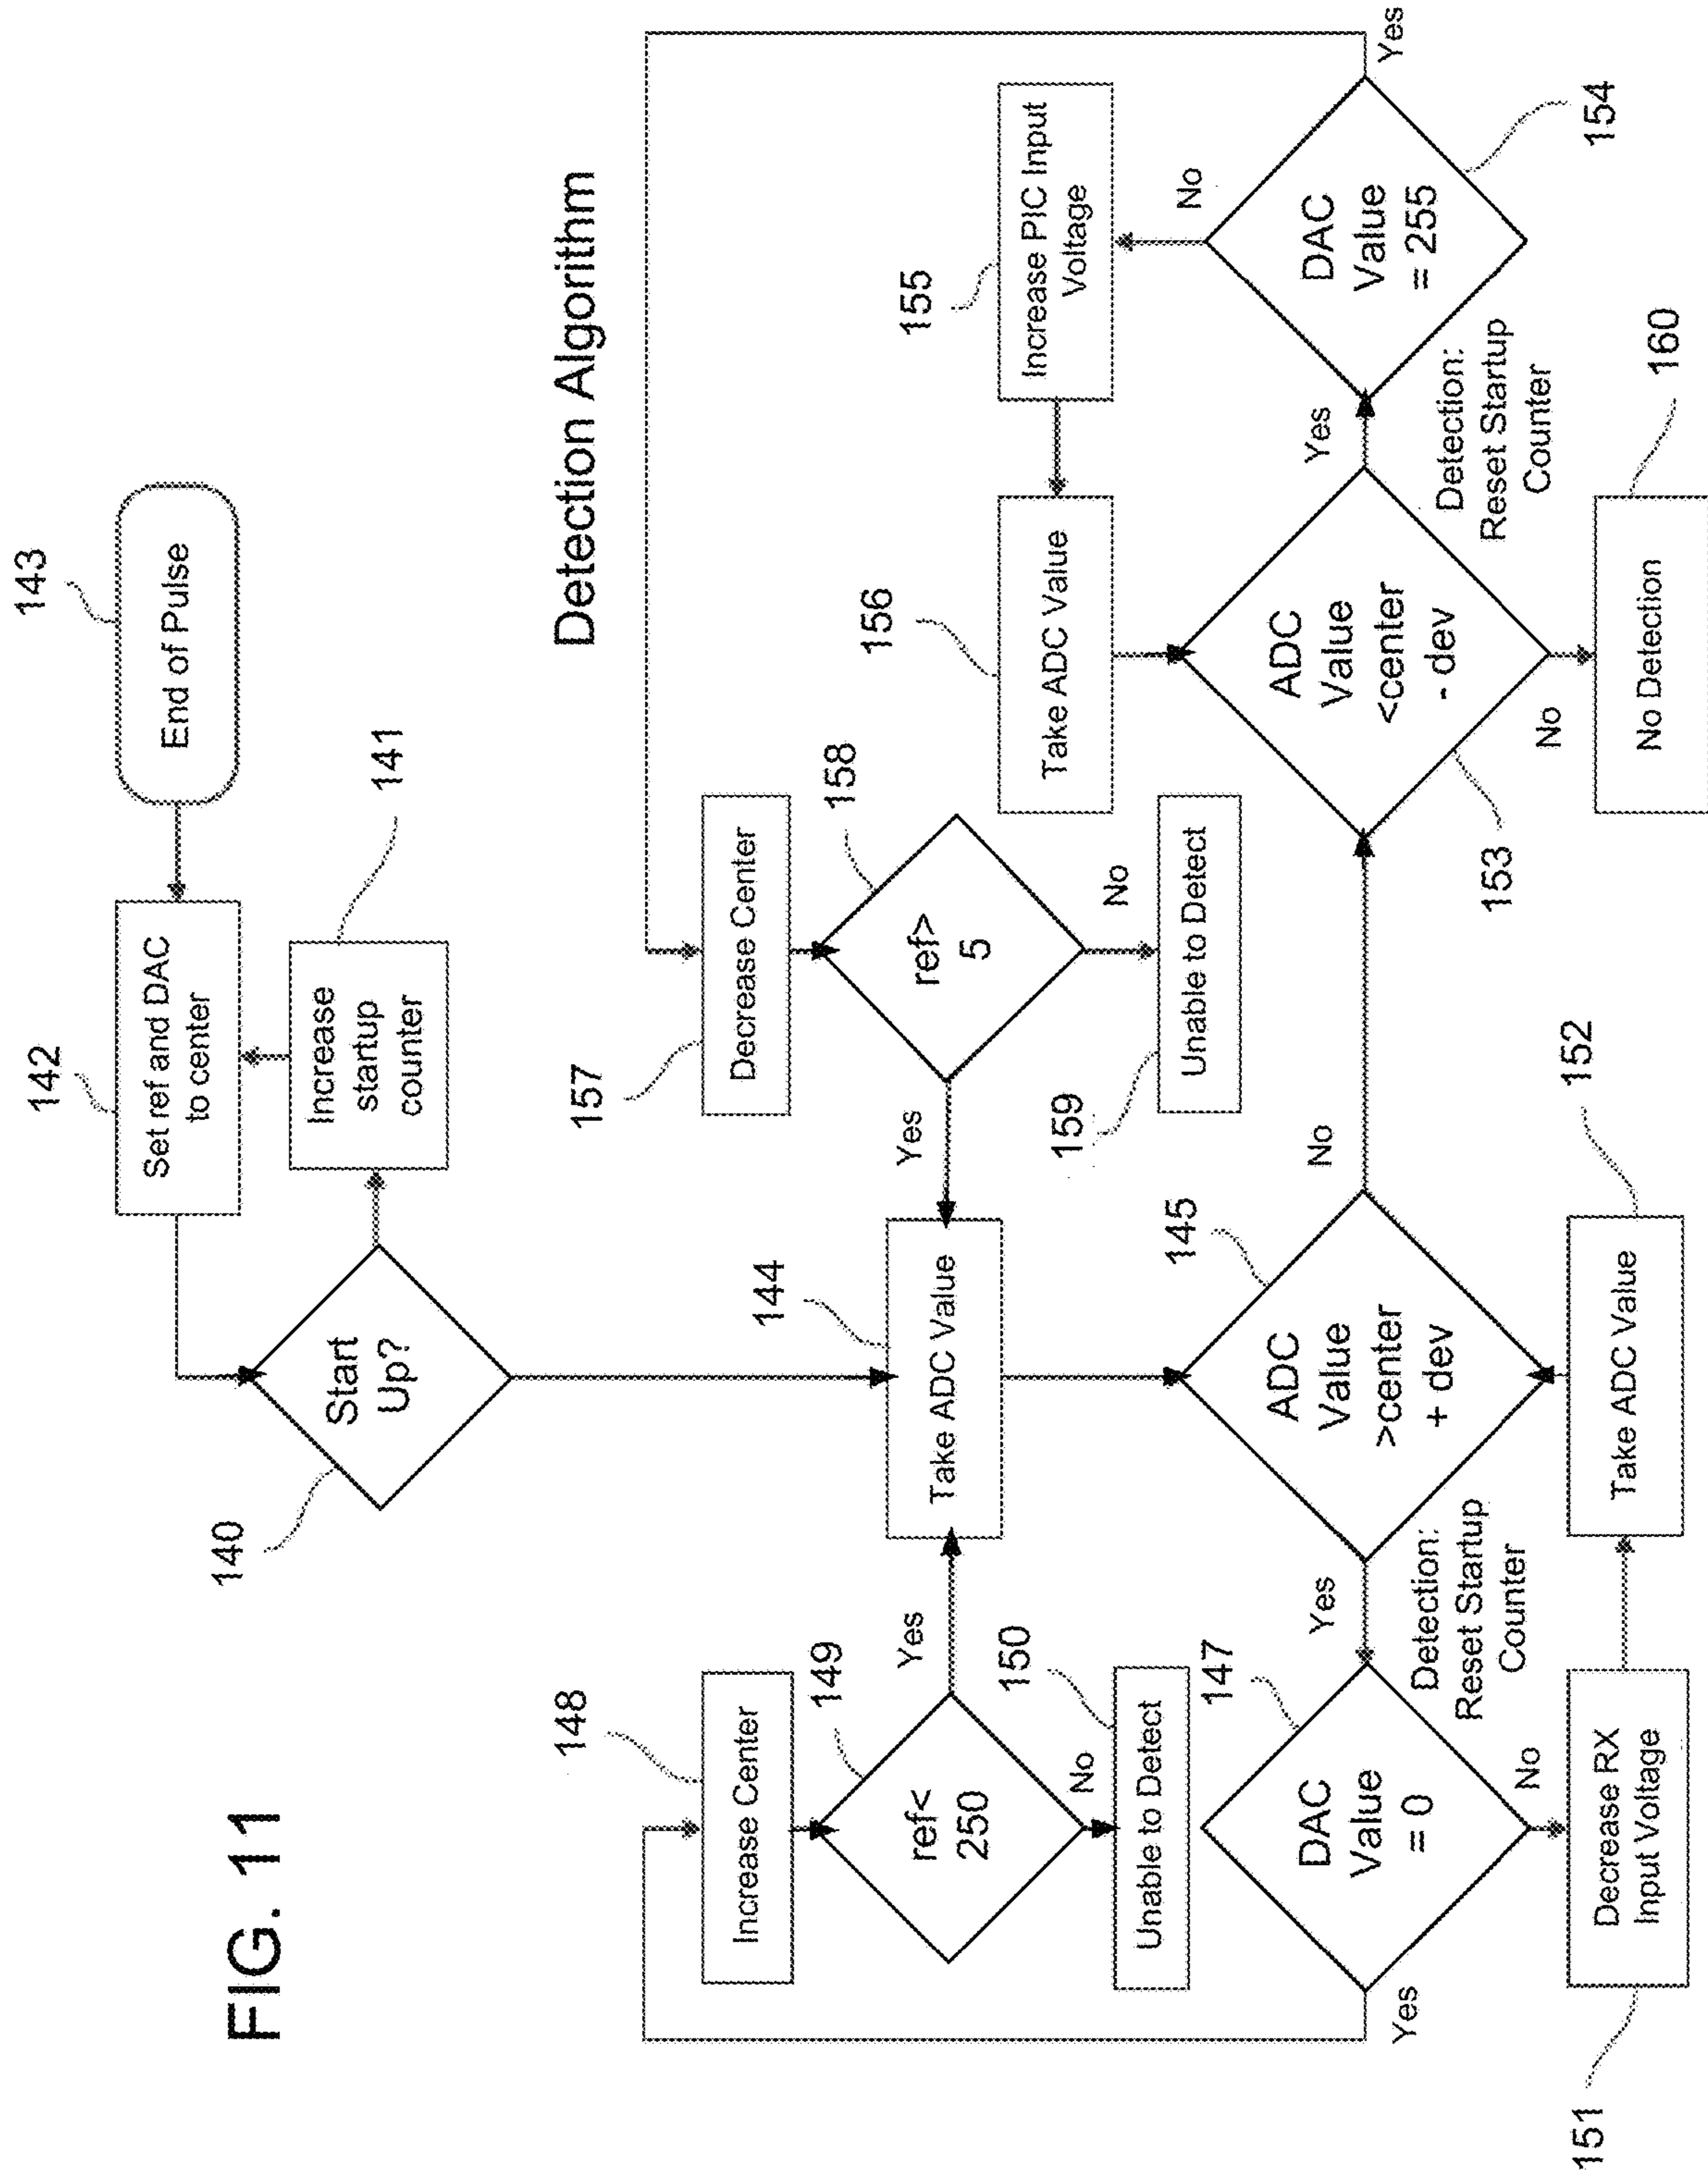 FIG. 11
Detection Algorithm
143
End of Pulse
142
Set ref and DAC
to center
141
Increase
startup
counter
140
Start
Up?
148
Increase Center
149
ref<
250
Yes
No
150
Unable to Detect
144
Take ADC Value
157
Decrease Center
158
ref>
5
Yes
No
159
Unable to Detect
155
Increase PIC Input
Voltage
156
Take ADC Value
147
DAC
Value
= 0
Yes
No
145
ADC
Value
>center
+ dev
Yes
No
Detection:
Reset Startup
Counter
153
ADC
Value
<center
- dev
Yes
No
Detection:
Reset Startup
Counter
154
DAC
Value
= 255
No
Yes
151
Decrease RX
Input Voltage
152
Take ADC Value
160
No Detection